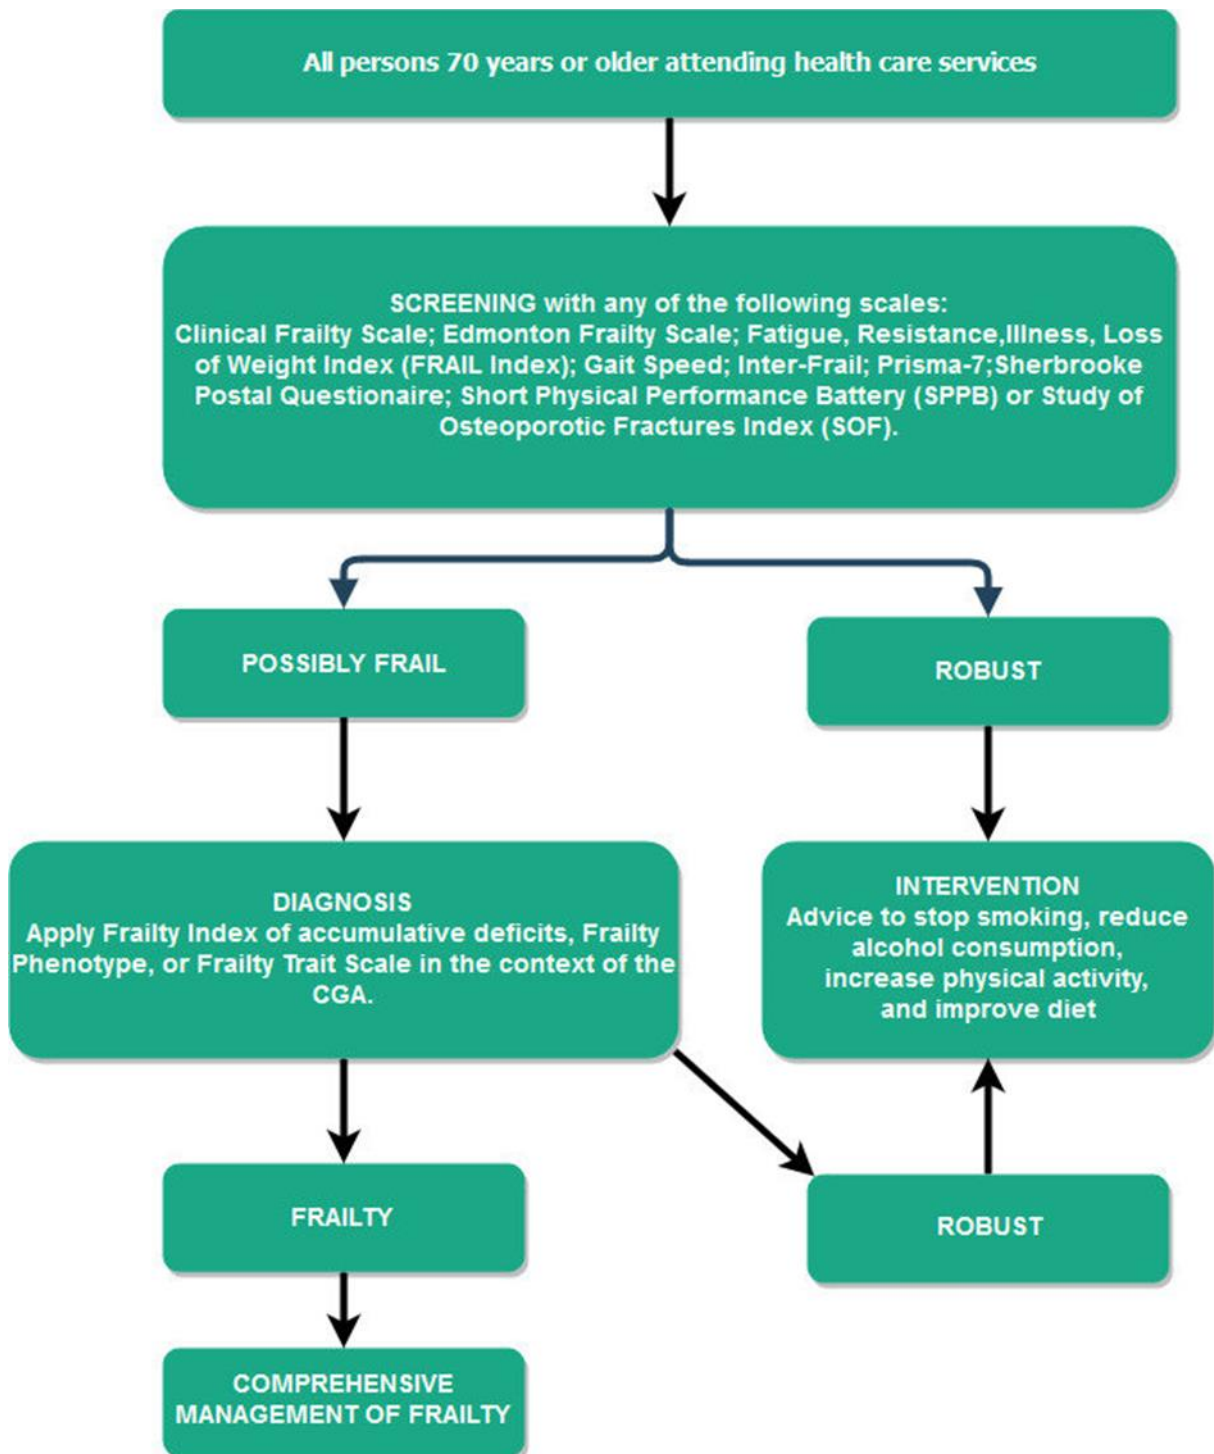 All persons 70 years or older attending health care services
SCREENING with any of the following scales:
Clinical Frailty Scale; Edmonton Frailty Scale; Fatigue, Resistance,Illness, Loss
of Weight Index (FRAIL Index); Gait Speed; Inter-Frail; Prisma-7;Sherbrooke
Postal Questionaire; Short Physical Performance Battery (SPPB) or Study of
Osteoporotic Fractures Index (SOF).
POSSIBLY FRAIL
ROBUST
DIAGNOSIS
Apply Frailty Index of accumulative deficits, Frailty
Phenotype, or Frailty Trait Scale in the context of the
CGA.
INTERVENTION
Advice to stop smoking, reduce
alcohol consumption,
increase physical activity,
and improve diet
FRAILTY
ROBUST
COMPREHENSIVE
MANAGEMENT OF FRAILTY